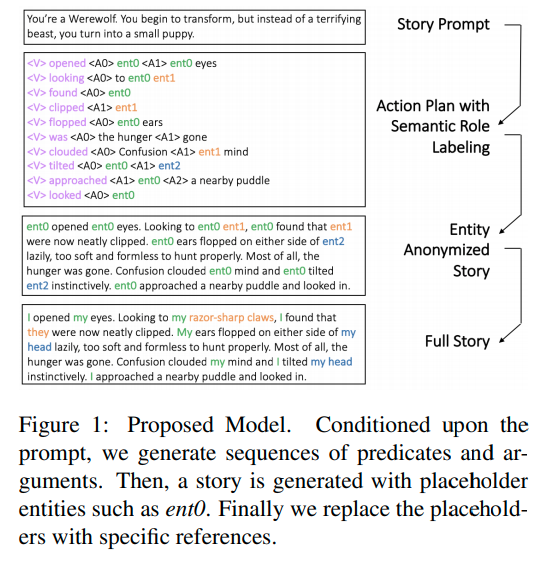 You're a Werewolf. You begin to transform, but instead of a terrifying
beast, you turn into a small puppy.
Story Prompt
<V> opened <A0> ent0 <A1> ent0 eyes
<V> looking <A0> to ent0 ent1
<V> found <A0> ent0
<V> clipped <A1> ent1
<V> flopped <A0> ent0 ears
<V> was <A0> the hunger <A1> gone
<V> clouded <A0> Confusion <A1> ent1 mind
<V> tilted <A0> ent0 <A1> ent2
<V> approached <A1> ent0 <A2> a nearby puddle
<V> looked <A0> ent0
Action Plan with
Semantic Role
Labeling
ent0 opened ent0 eyes. Looking to ent0 ent1, ent0 found that ent1
were now neatly clipped. ent0 ears flopped on either side of ent2
lazily, too soft and formless to hunt properly. Most of all, the
hunger was gone. Confusion clouded ent0 mind and ent0 tilted
ent2 instinctively. ent0 approached a nearby puddle and looked in.
Entity
Anonymized
Story
I opened my eyes. Looking to my razor-sharp claws, I found that
they were now neatly clipped. My ears flopped on either side of my
head lazily, too soft and formless to hunt properly. Most of all, the
hunger was gone. Confusion clouded my mind and I tilted my head
instinctively. I approached a nearby puddle and looked in.
Full Story
Figure 1: Proposed Model. Conditioned upon the
prompt, we generate sequences of predicates and ar-
guments. Then, a story is generated with placeholder
entities such as ent0. Finally we replace the placehold-
ers with specific references.